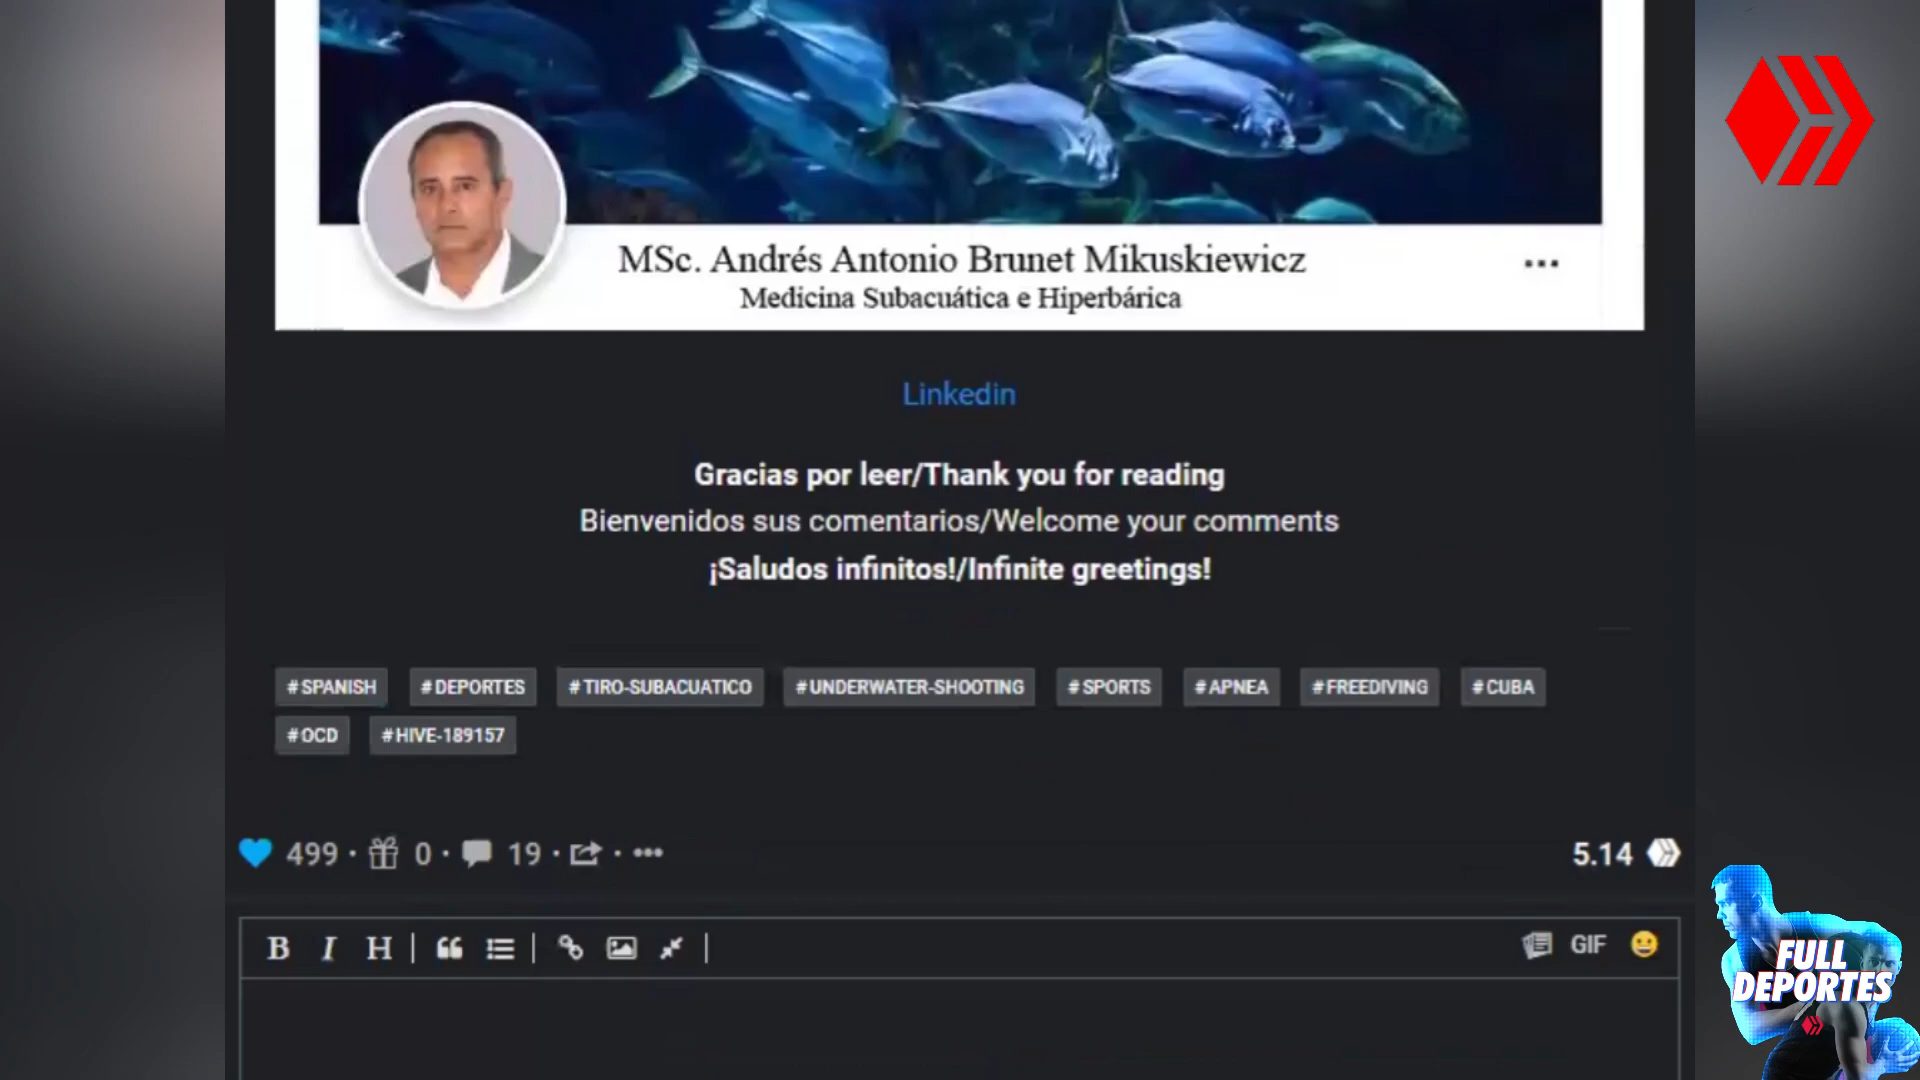 MSc. Andrés Antonio Brunet Mikuskiewicz
Medicina Subacuática e Hiperbárica
Linkedin
Gracias por leer/Thank you for reading
Bienvenidos sus comentarios/Welcome your comments
¡Saludos infinitos!/Infinite greetings!
#SPANISH #DEPORTES #TIRO-SUBACUATICO #UNDERWATER-SHOOTING #SPORTS #APNEA #FREEDIVING #CUBA
#OCD #HIVE-189157
499 · 0 · 19 · · 5.14
B I H GIF
FULL
DEPORTES